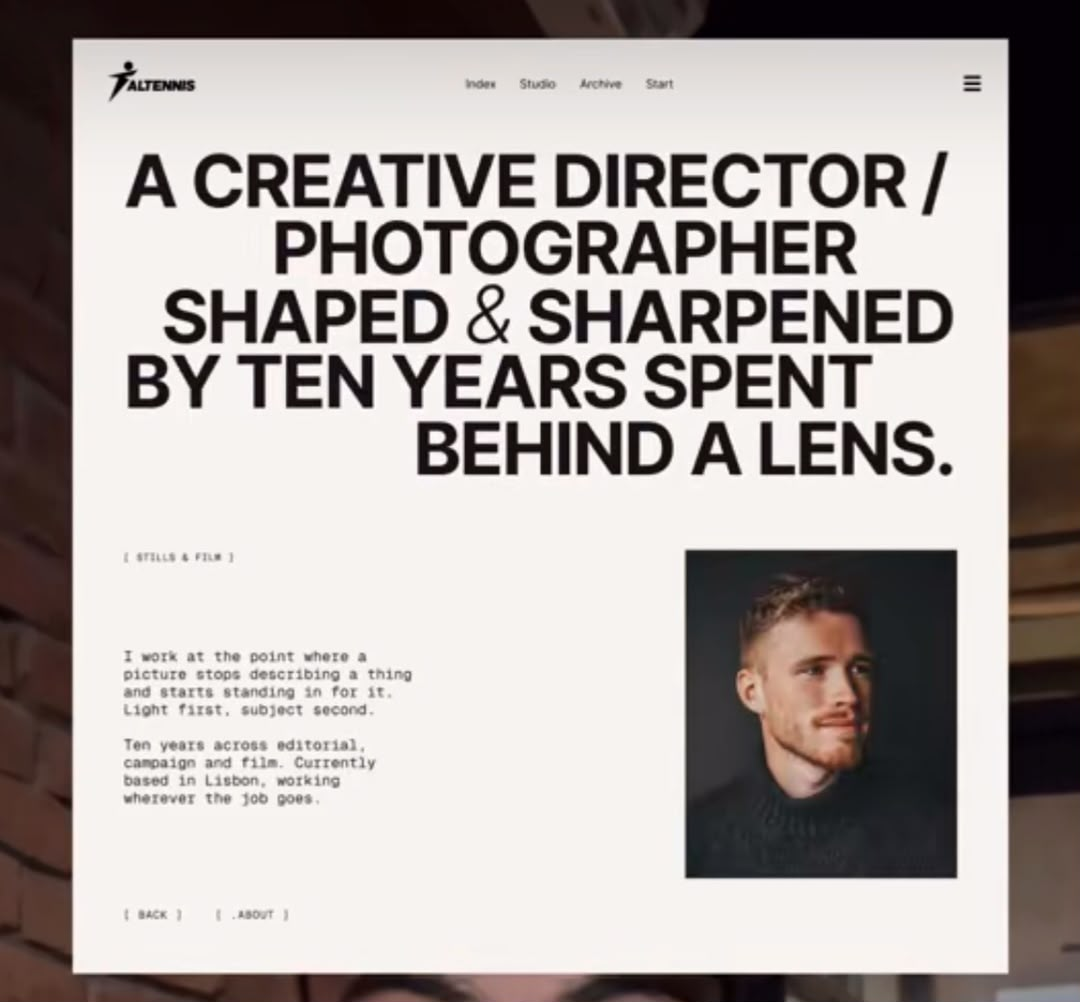 ALTENNIS
Index Studio Archive Start
A CREATIVE DIRECTOR /
PHOTOGRAPHER
SHAPED & SHARPENED
BY TEN YEARS SPENT
BEHIND A LENS.
[ STILLS & FILM ]
I work at the point where a
picture stops describing a thing
and starts standing in for it.
Light first, subject second.
Ten years across editorial,
campaign and film. Currently
based in Lisbon, working
wherever the job goes.
[ BACK ] [ .ABOUT ]